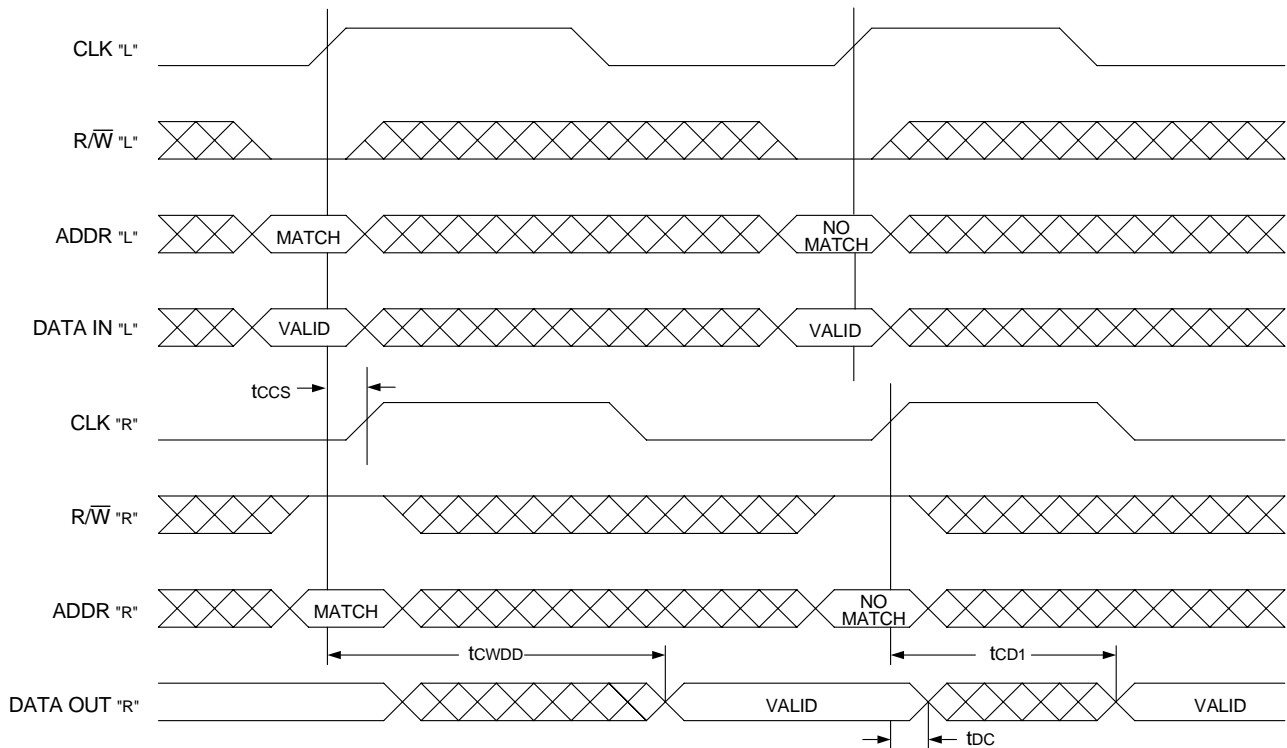 CLK "L"
R/W̅ "L"
ADDR "L" MATCH NO MATCH
DATA IN "L" VALID VALID
tCCS
CLK "R"
R/W̅ "R"
ADDR "R" MATCH NO MATCH
tCWDD tCD1
DATA OUT "R" VALID VALID
tDC